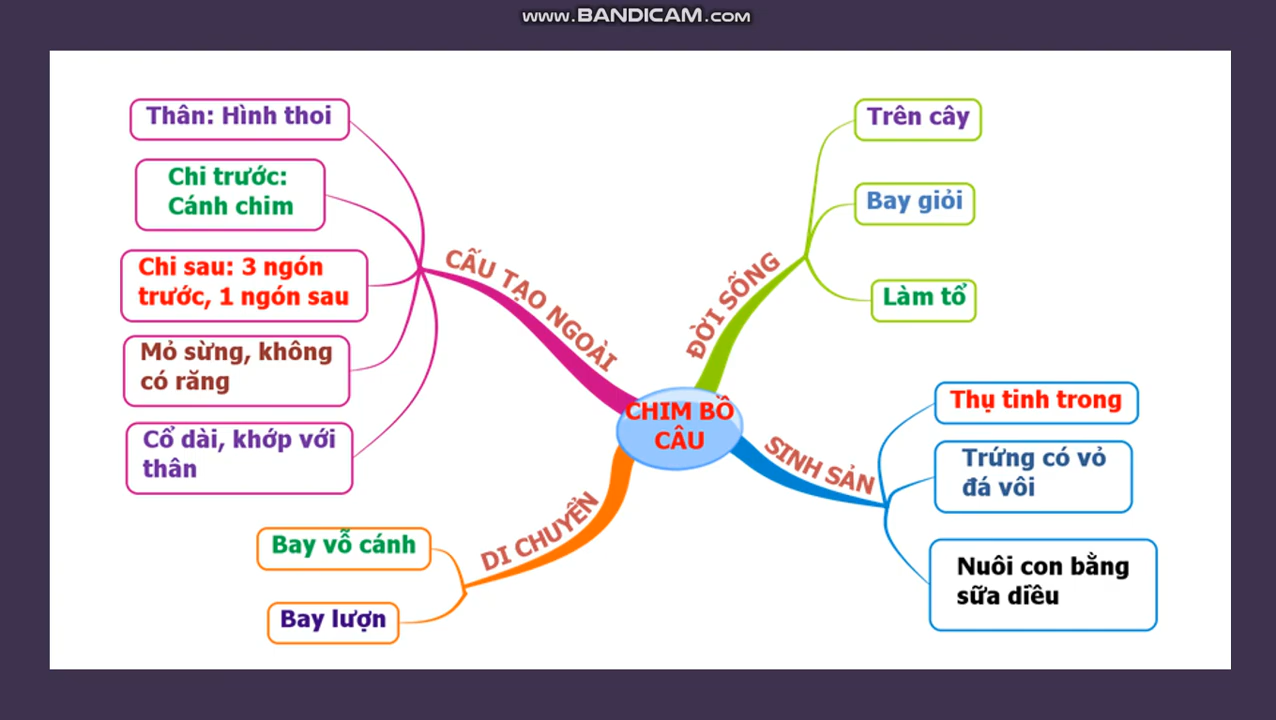 www.BANDICAM.com
Thân: Hình thoi
Chi trước:
Cánh chim
Chi sau: 3 ngón
trước, 1 ngón sau
Mỏ sừng, không
có răng
Cổ dài, khớp với
thân
CẤU TẠO NGOÀI
Trên cây
Bay giỏi
Làm tổ
ĐỜI SỐNG
CHIM BỒ
CÂU
Thụ tinh trong
Trứng có vỏ
đá vôi
Nuôi con bằng
sữa diều
SINH SẢN
Bay vỗ cánh
Bay lượn
DI CHUYỂN